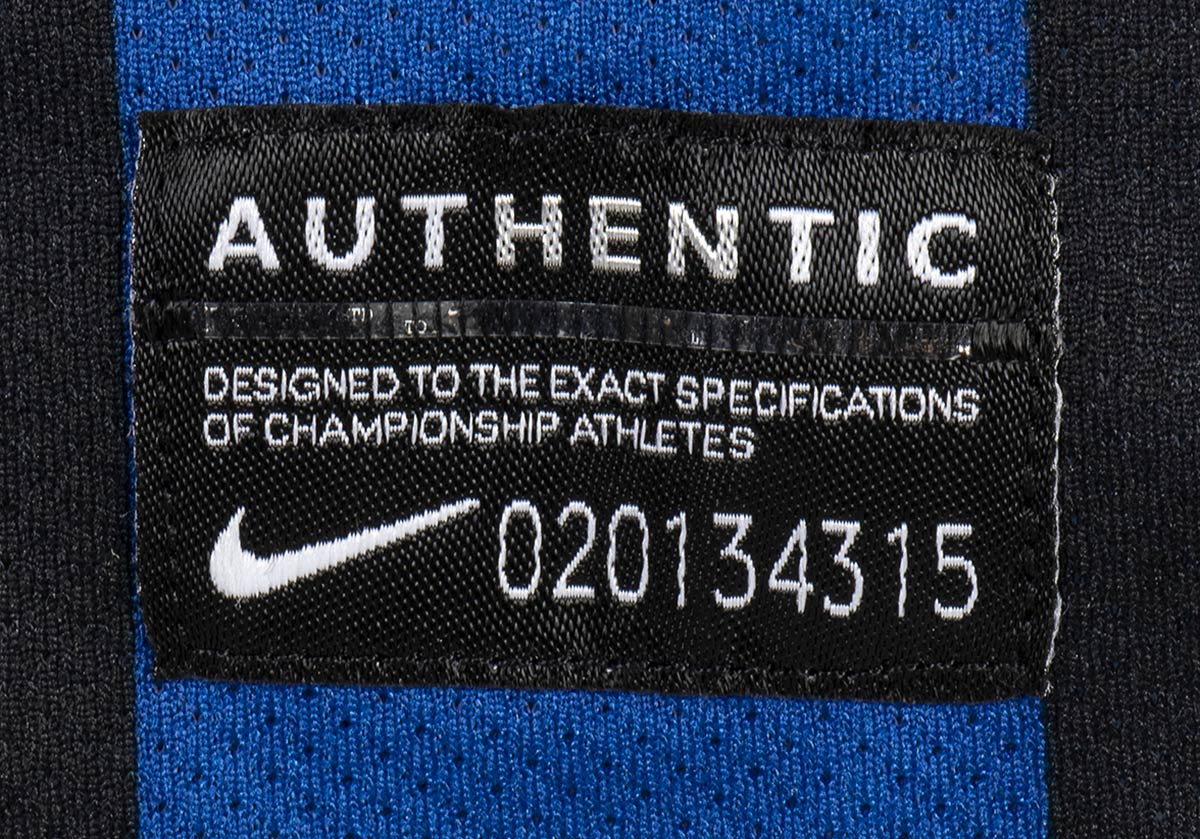 AUTHENTIC
DESIGNED TO THE EXACT SPECIFICATIONS
OF CHAMPIONSHIP ATHLETES
020134315